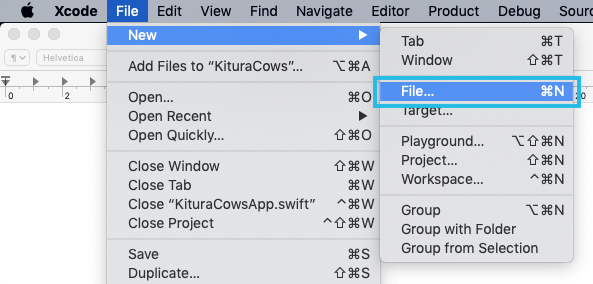 Xcode File Edit View Find Navigate Editor Product Debug Sour
¶ Helvetica
0 2 20
New
Add Files to “KituraCows”... ⌥⌘A
Open... ⌘O
Open Recent
Open Quickly... ⇧⌘O
Close Window ⇧⌘W
Close Tab ⌘W
Close “KituraCowsApp.swift” ⌃⌘W
Close Project ⌃⇧⌘W
Save ⌘S
Duplicate... ⇧⌘S
Tab ⌘T
Window ⇧⌘T
File... ⌘N
Target...
Playground... ⌥⇧⌘N
Project... ⇧⌘N
Workspace... ⌃⌘N
Group ⌥⌘N
Group with Folder
Group from Selection